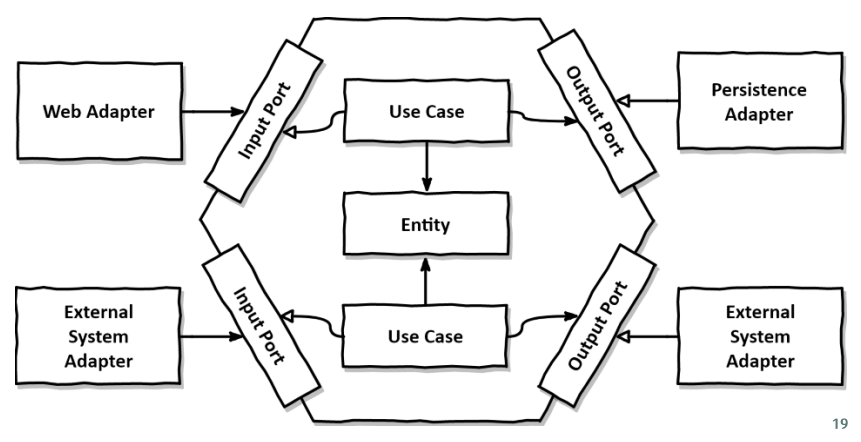 Web Adapter
Input Port
Use Case
Output Port
Persistence
Adapter
Entity
External
System
Adapter
Input Port
Use Case
Output Port
External
System
Adapter
19